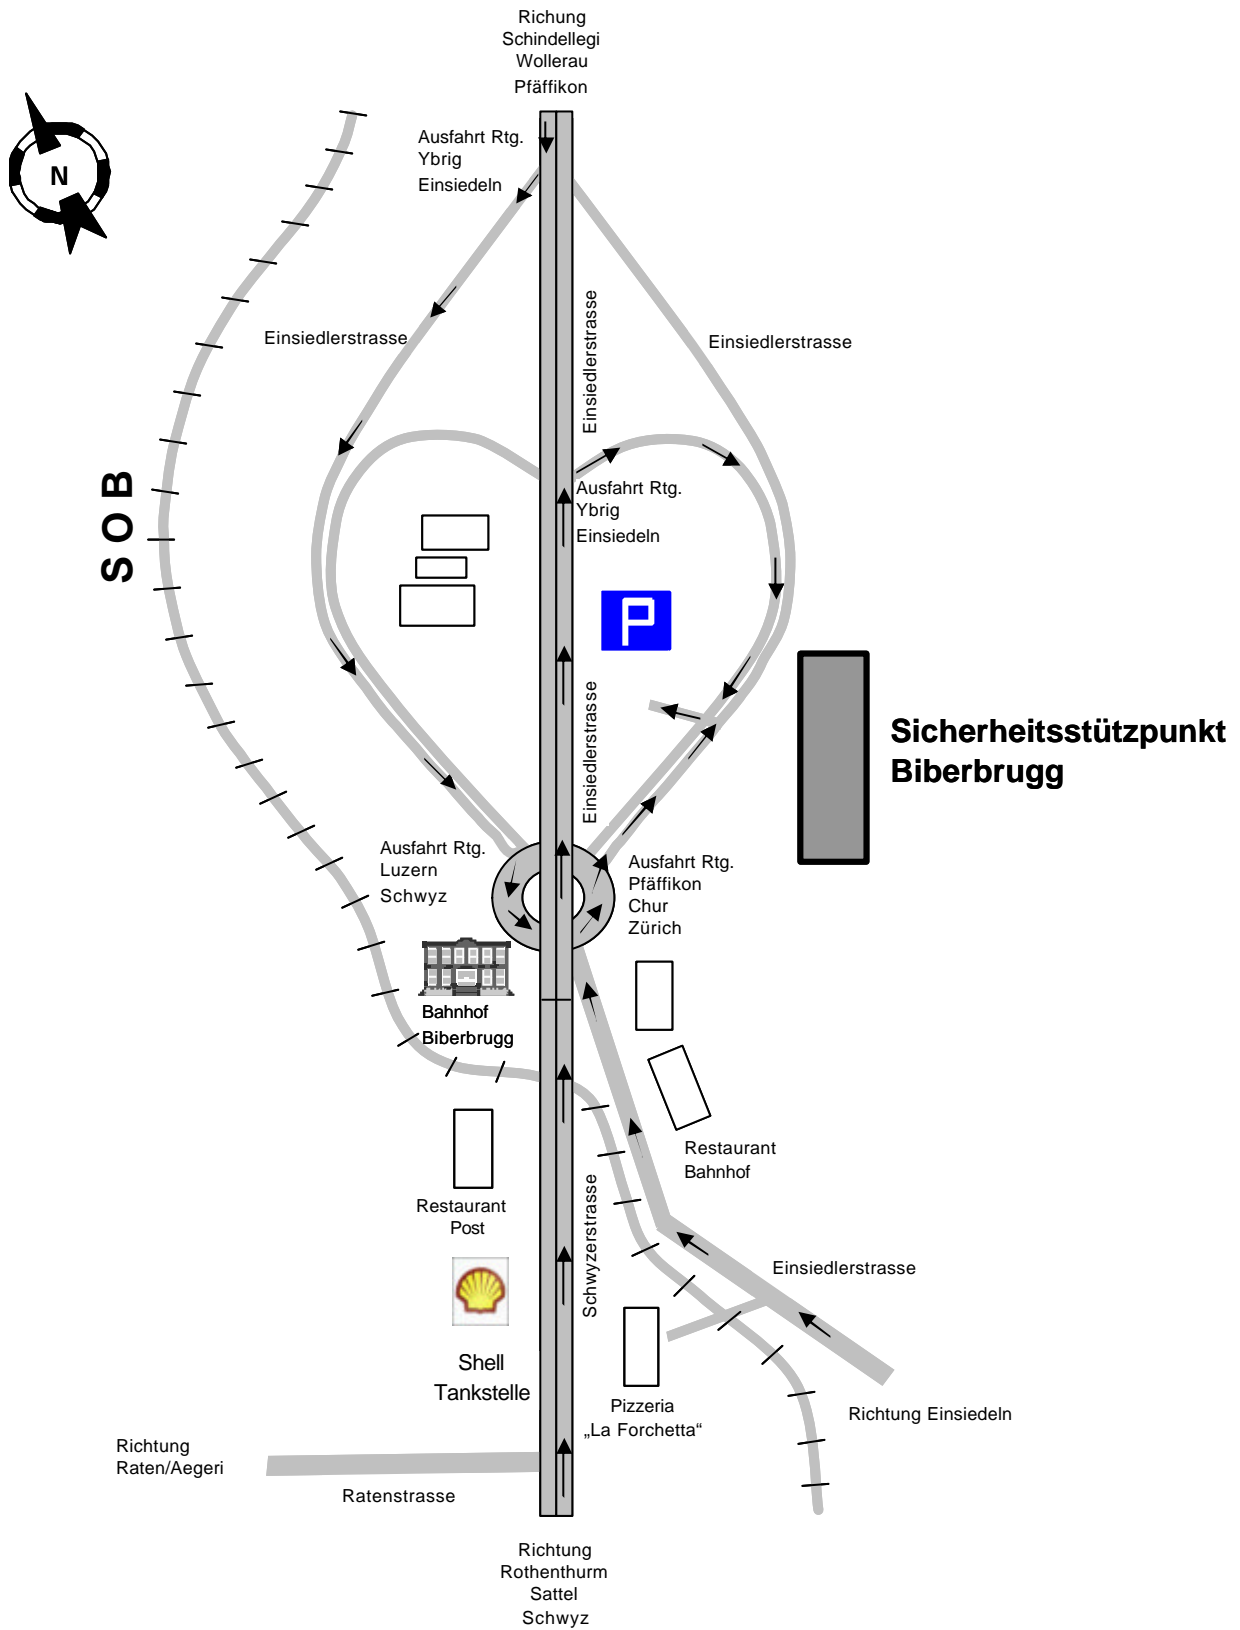 Richung
Schindellegi
Wollerau
Pfäffikon
Ausfahrt Rtg.
Ybrig
Einsiedeln
N
Einsiedlerstrasse
Einsiedlerstrasse
Einsiedlerstrasse
SOB
Ausfahrt Rtg.
Ybrig
Einsiedeln
P
Einsiedlerstrasse
Sicherheitsstützpunkt
Biberbrugg
Ausfahrt Rtg.
Luzern
Schwyz
Ausfahrt Rtg.
Pfäffikon
Chur
Zürich
Bahnhof
Biberbrugg
Restaurant
Bahnhof
Restaurant
Post
Schwyzerstrasse
Einsiedlerstrasse
Shell
Tankstelle
Pizzeria
„La Forchetta“
Richtung Einsiedeln
Richtung
Raten/Aegeri
Ratenstrasse
Richtung
Rothenthurm
Sattel
Schwyz